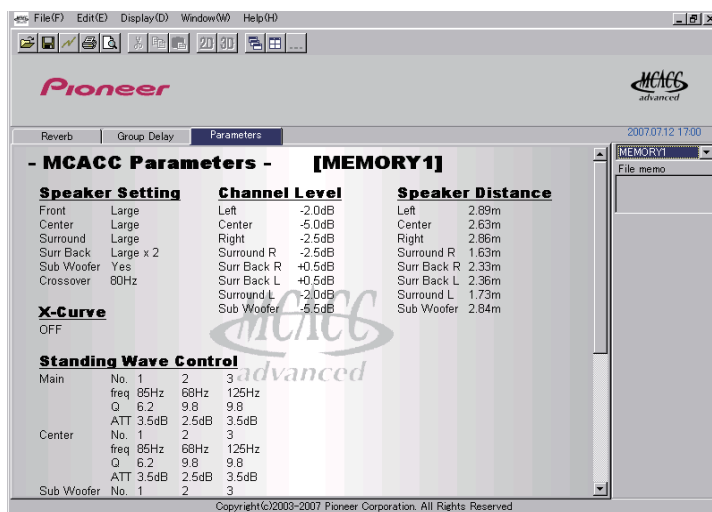 File(F) Edit(E) Display(D) Window(W) Help(H)
2D 3D
Pioneer
MCACC
advanced
Reverb Group Delay Parameters
2007.07.12 17:00
MEMORY1
File memo
- MCACC Parameters - [MEMORY1]
Speaker Setting
Front Large
Center Large
Surround Large
Surr Back Large x 2
Sub Woofer Yes
Crossover 80Hz
X-Curve
OFF
Channel Level
Left -2.0dB
Center -5.0dB
Right -2.5dB
Surround R -2.5dB
Surr Back R +0.5dB
Surr Back L +0.5dB
Surround L -2.0dB
Sub Woofer -5.5dB
Speaker Distance
Left 2.89m
Center 2.63m
Right 2.86m
Surround R 1.63m
Surr Back R 2.33m
Surr Back L 2.36m
Surround L 1.73m
Sub Woofer 2.84m
MCACC
advanced
Standing Wave Control
Main No. 1 2 3
freq 85Hz 68Hz 125Hz
Q 6.2 9.8 9.8
ATT 3.5dB 2.5dB 3.5dB
Center No. 1 2 3
freq 85Hz 68Hz 125Hz
Q 6.2 9.8 9.8
ATT 3.5dB 2.5dB 3.5dB
Sub Woofer No. 1 2 3
Copyright(c)2003-2007 Pioneer Corporation. All Rights Reserved